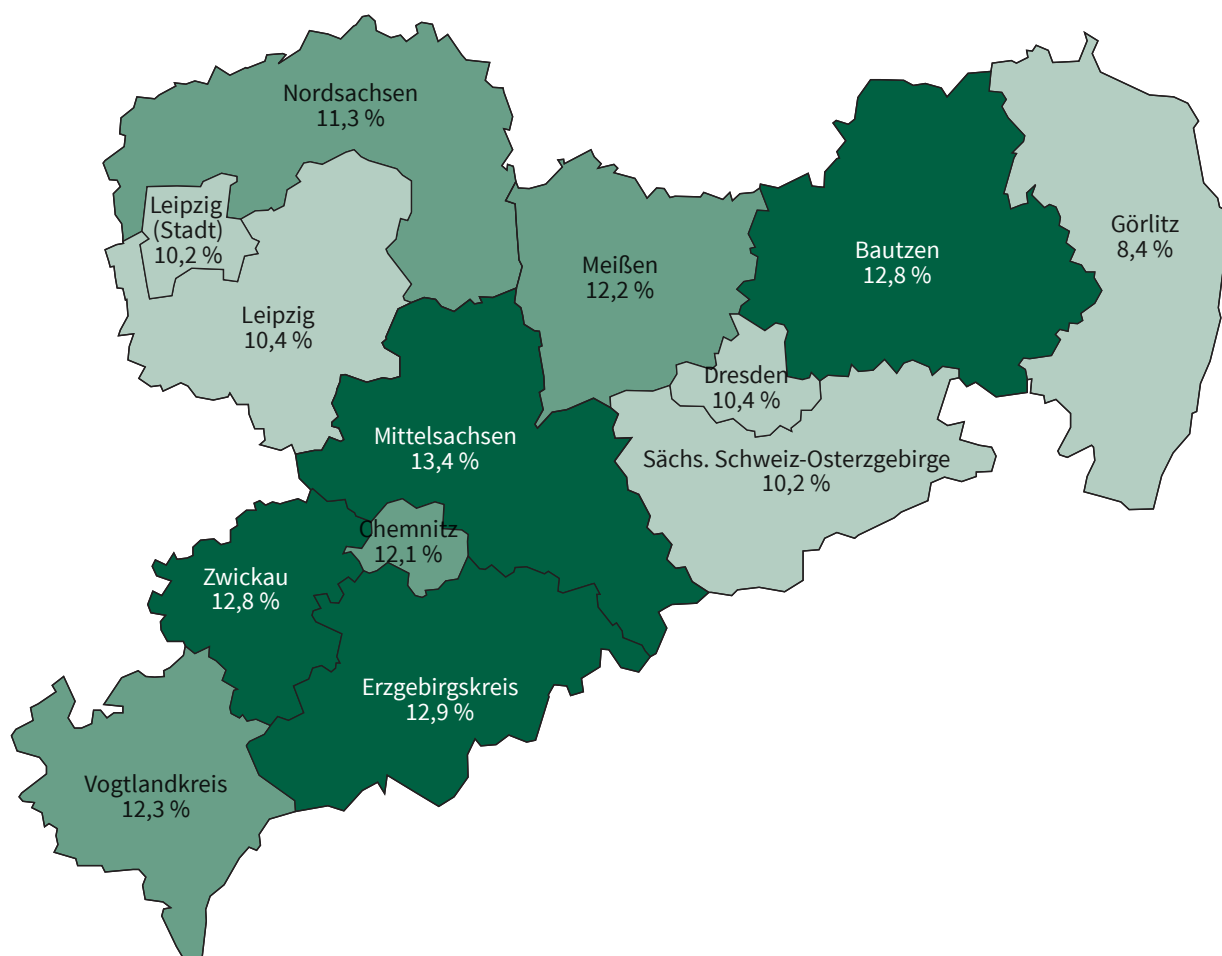 Nordsachsen
11,3 %
Leipzig
(Stadt)
10,2 %
Leipzig
10,4 %
Meißen
12,2 %
Bautzen
12,8 %
Görlitz
8,4 %
Dresden
10,4 %
Mittelsachsen
13,4 %
Sächs. Schweiz-Osterzgebirge
10,2 %
Chemnitz
12,1 %
Zwickau
12,8 %
Erzgebirgskreis
12,9 %
Vogtlandkreis
12,3 %